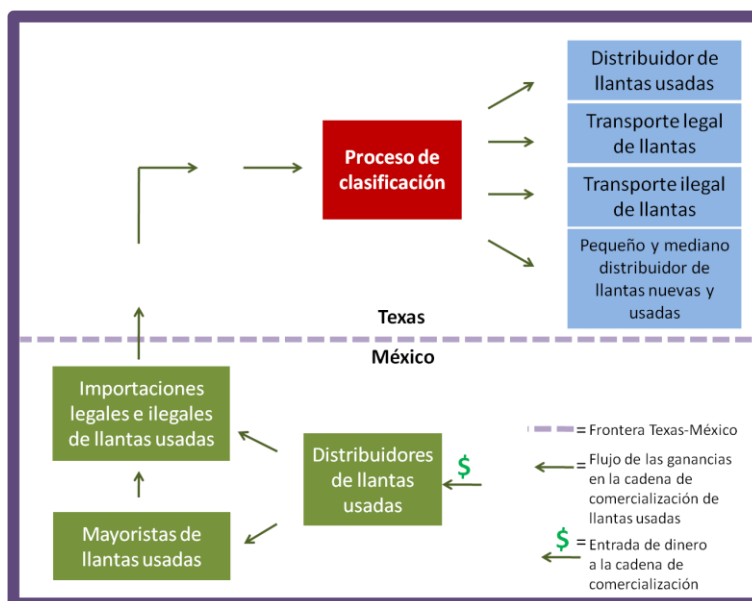 Distribuidor de
llantas usadas
Transporte legal
de llantas
Proceso de
clasificación
Transporte ilegal
de llantas
Pequeño y mediano
distribuidor de
llantas nuevas y
usadas
Texas
México
Importaciones
legales e ilegales
de llantas usadas
Distribuidores
de llantas
usadas
$
Mayoristas de
llantas usadas
= Frontera Texas-México
= Flujo de las ganancias
en la cadena de
comercialización de
llantas usadas
$ = Entrada de dinero
a la cadena de
comercialización